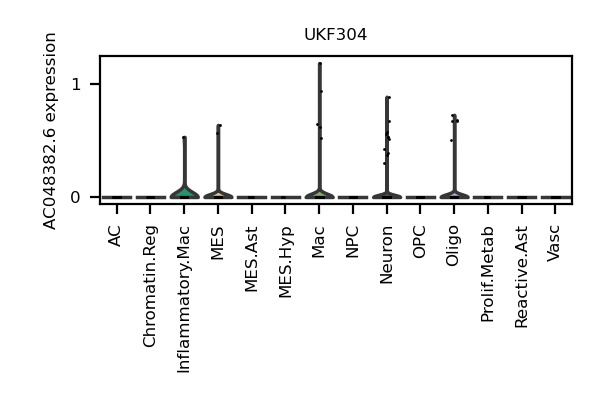 UKF304
AC048382.6 expression
1
0
AC
Chromatin.Reg
Inflammatory.Mac
MES
MES.Ast
MES.Hyp
Mac
NPC
Neuron
OPC
Oligo
Prolif.Metab
Reactive.Ast
Vasc